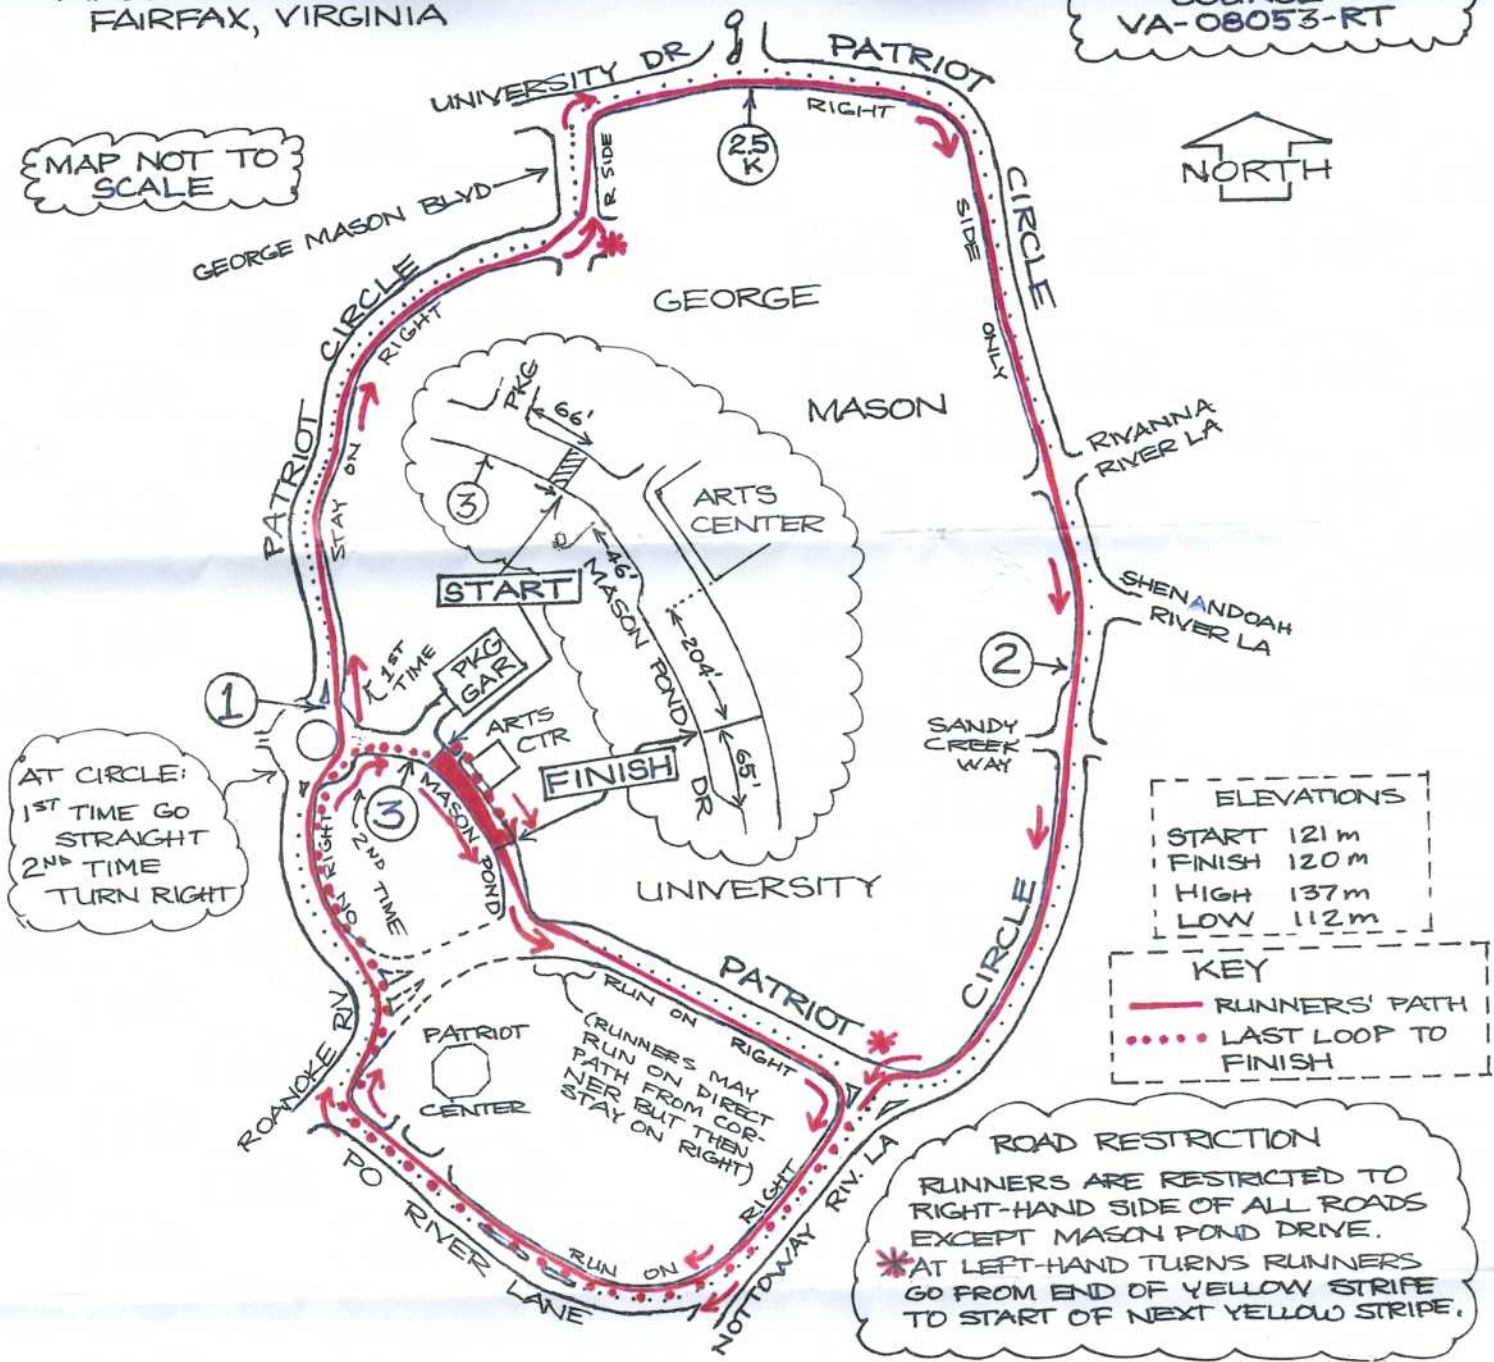 FAIRFAX, VIRGINIA
VA-08053-RT
UNIVERSITY DR
PATRIOT
CIRCLE
RIGHT
SIDE
ONLY
2.5
K
NORTH
MAP NOT TO
SCALE
GEORGE MASON BLVD
R SIDE
PATRIOT
CIRCLE
STAY ON
RIGHT
GEORGE
MASON
UNIVERSITY
PKG
66'
3
ARTS
CENTER
START
46'
MASON POND DR
204'
65'
FINISH
RIVANNA
RIVER LA
SHENANDOAH
RIVER LA
2
SANDY
CREEK
WAY
1ST
TIME
PKG
GAR
ARTS
CTR
1
3
AT CIRCLE:
1ST TIME GO
STRAIGHT
2ND TIME
TURN RIGHT
MASON POND
2ND TIME
RIGHT
NO
ELEVATIONS
START 121 m
FINISH 120 m
HIGH 137m
LOW 112m
KEY
RUNNERS' PATH
LAST LOOP TO
FINISH
PATRIOT
CIRCLE
RUN ON RIGHT
(RUNNERS MAY
RUN ON DIRECT
PATH FROM COR-
NER BUT THEN
STAY ON RIGHT)
PATRIOT
CENTER
ROANOKE RIV
PO RIVER LANE
RUN ON
RIGHT
NOTTOWAY RIV. LA
ROAD RESTRICTION
RUNNERS ARE RESTRICTED TO
RIGHT-HAND SIDE OF ALL ROADS
EXCEPT MASON POND DRIVE.
* AT LEFT-HAND TURNS RUNNERS
GO FROM END OF YELLOW STRIPE
TO START OF NEXT YELLOW STRIPE.